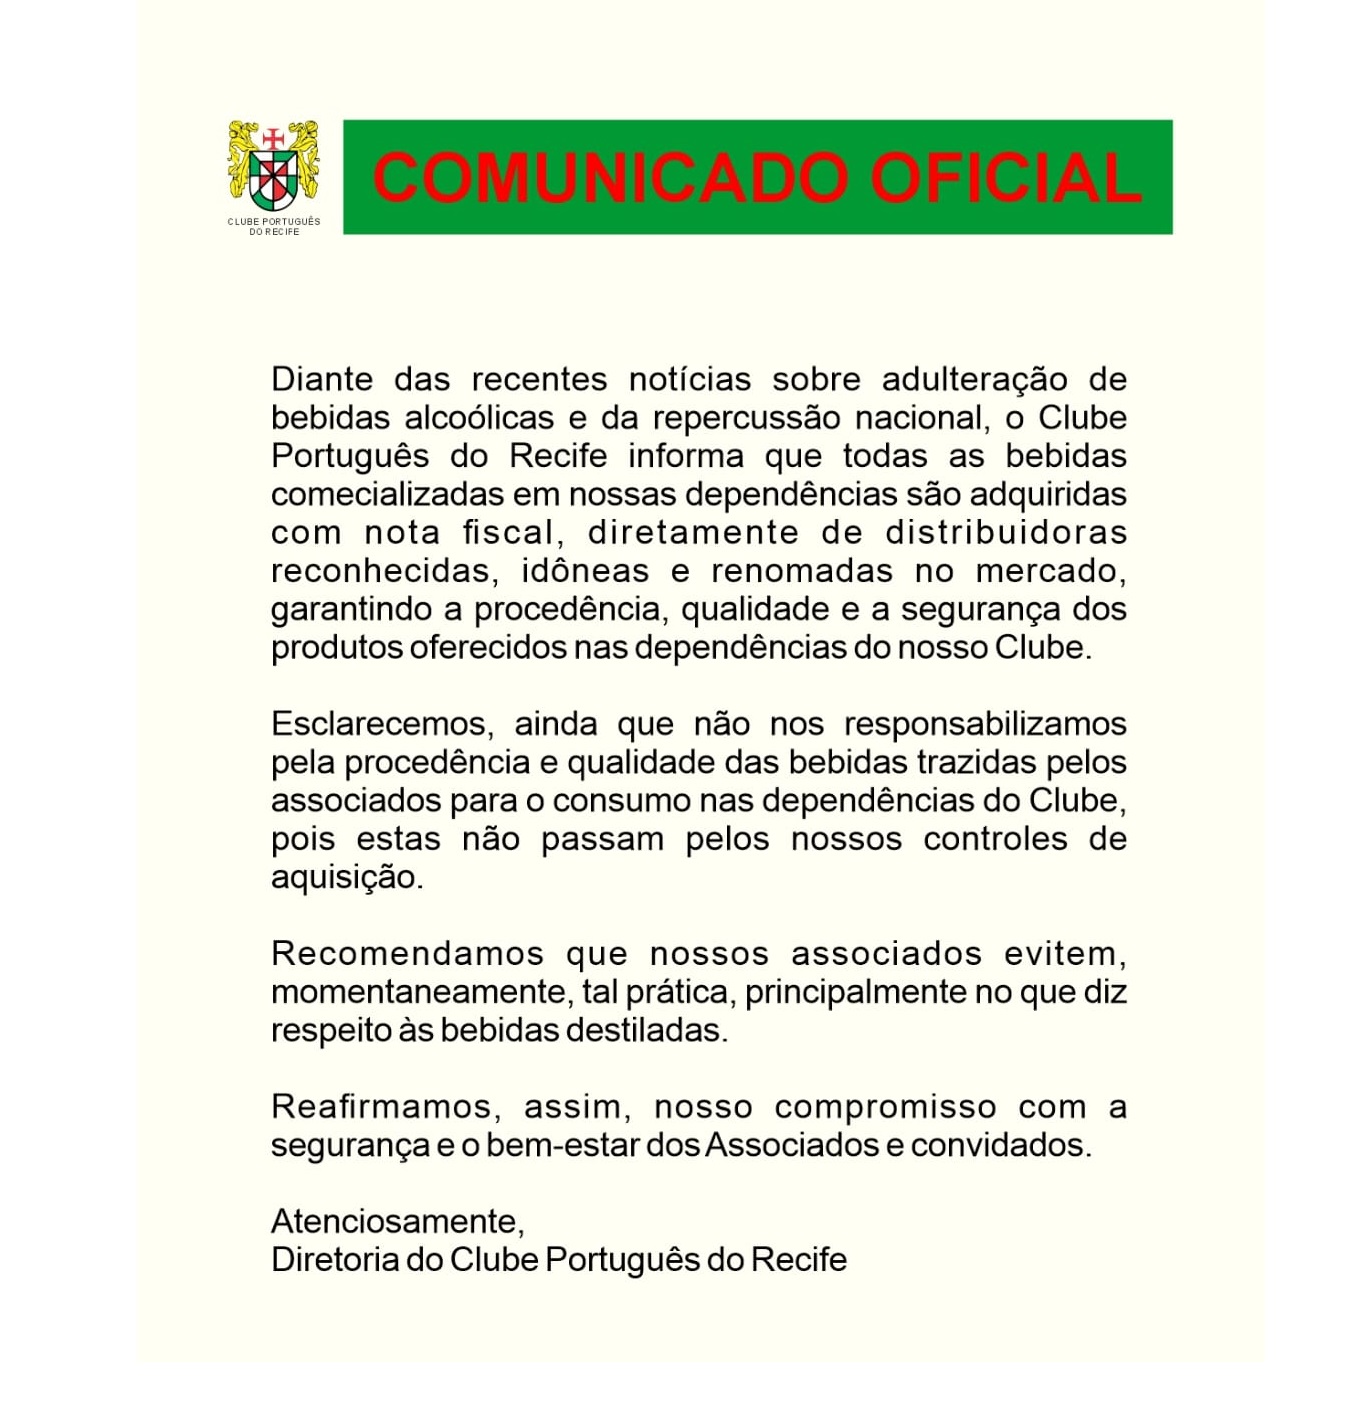 CLUBE PORTUGUÊS
DO RECIFE
COMUNICADO OFICIAL
Diante das recentes notícias sobre adulteração de
bebidas alcoólicas e da repercussão nacional, o Clube
Português do Recife informa que todas as bebidas
comecializadas em nossas dependências são adquiridas
com nota fiscal, diretamente de distribuidoras
reconhecidas, idôneas e renomadas no mercado,
garantindo a procedência, qualidade e a segurança dos
produtos oferecidos nas dependências do nosso Clube.
Esclarecemos, ainda que não nos responsabilizamos
pela procedência e qualidade das bebidas trazidas pelos
associados para o consumo nas dependências do Clube,
pois estas não passam pelos nossos controles de
aquisição.
Recomendamos que nossos associados evitem,
momentaneamente, tal prática, principalmente no que diz
respeito às bebidas destiladas.
Reafirmamos, assim, nosso compromisso com a
segurança e o bem-estar dos Associados e convidados.
Atenciosamente,
Diretoria do Clube Português do Recife